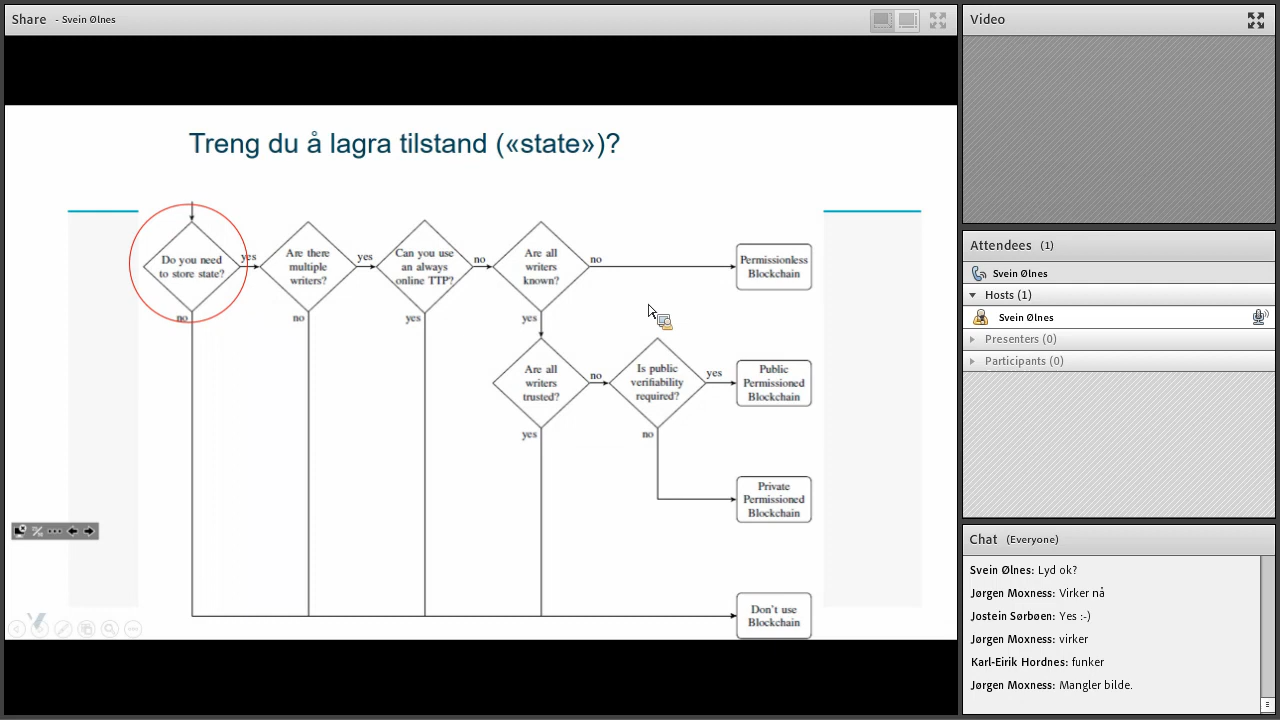 Share - Svein Ølnes
Treng du å lagra tilstand («state»)?
Do you need
to store state?
yes
no
Are there
multiple
writers?
yes
no
Can you use
an always
online TTP?
no
yes
Are all
writers
known?
no
yes
Permissionless
Blockchain
Are all
writers
trusted?
no
yes
Is public
verifiability
required?
yes
no
Public
Permissioned
Blockchain
Private
Permissioned
Blockchain
Don't use
Blockchain
Video
Attendees (1)
Svein Ølnes
Hosts (1)
Svein Ølnes
Presenters (0)
Participants (0)
Chat (Everyone)
Svein Ølnes: Lyd ok?
Jørgen Moxness: Virker nå
Jostein Sørbøen: Yes :-)
Jørgen Moxness: virker
Karl-Eirik Hordnes: funker
Jørgen Moxness: Mangler bilde.